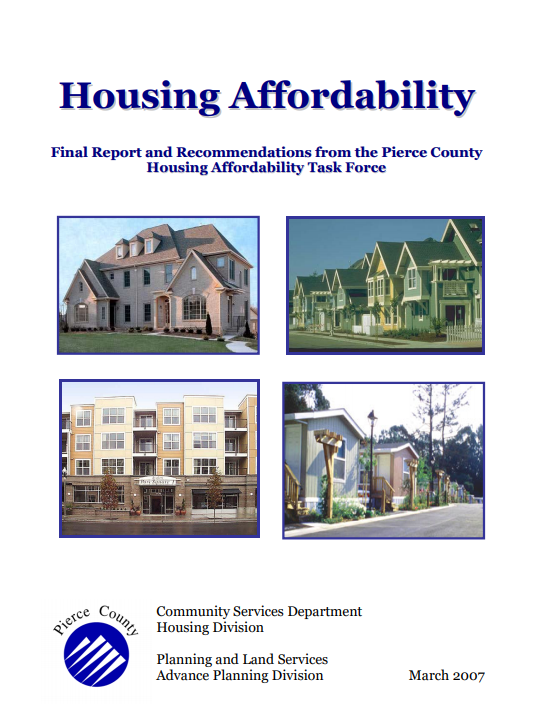 Housing Affordability
Final Report and Recommendations from the Pierce County
Housing Affordability Task Force
Pierce County
Community Services Department
Housing Division
Planning and Land Services
Advance Planning Division
March 2007